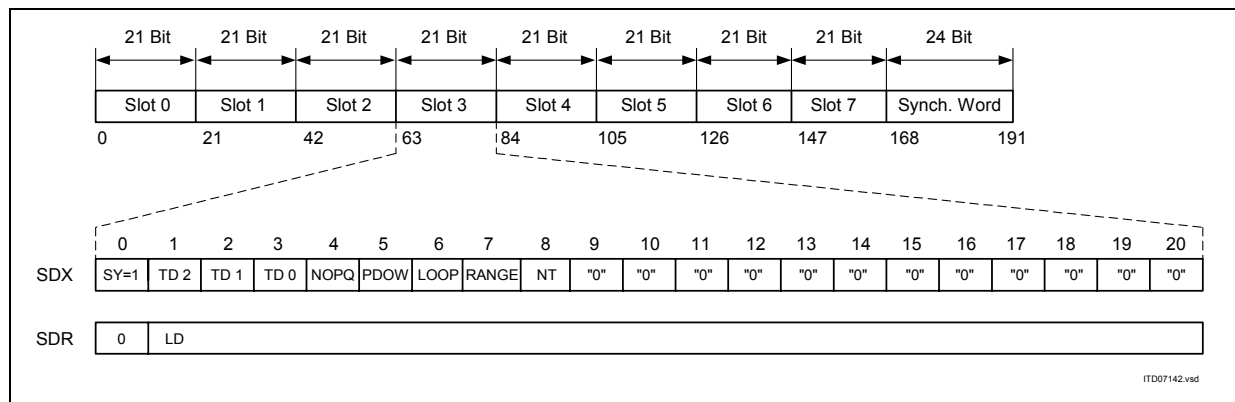 21 Bit 21 Bit 21 Bit 21 Bit 21 Bit 21 Bit 21 Bit 21 Bit 24 Bit
Slot 0 Slot 1 Slot 2 Slot 3 Slot 4 Slot 5 Slot 6 Slot 7 Synch. Word
0 21 42 63 84 105 126 147 168 191
0 1 2 3 4 5 6 7 8 9 10 11 12 13 14 15 16 17 18 19 20
SDX SY=1 TD 2 TD 1 TD 0 NOPQ PDOW LOOP RANGE NT "0" "0" "0" "0" "0" "0" "0" "0" "0" "0" "0" "0"
SDR 0 LD
ITD07142.vsd